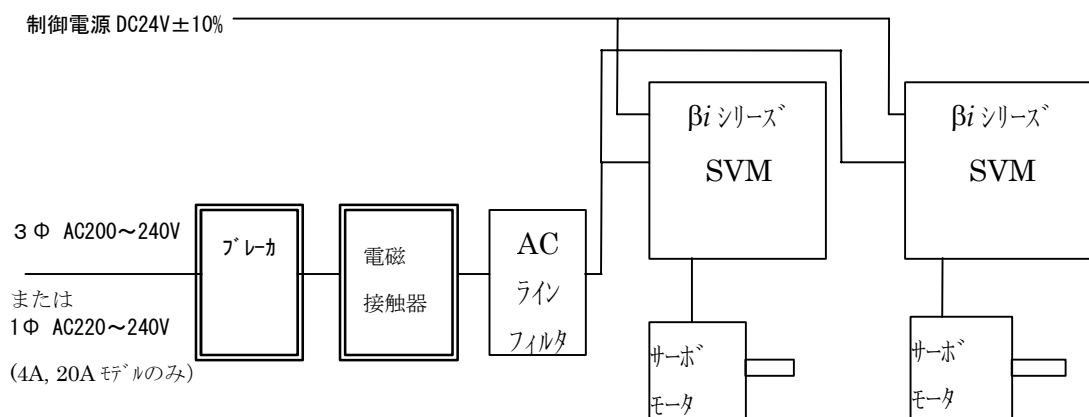 制御電源 DC24V±10%
βi シリーズ
SVM
βi シリーズ
SVM
3Φ AC200～240V
または
1Φ AC220～240V
(4A, 20A モデルのみ)
ブレーカ
電磁
接触器
AC
ライン
フィルタ
サーボ
モータ
サーボ
モータ